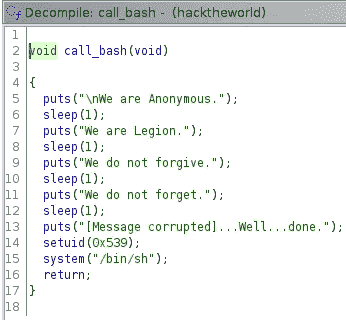 Decompile: call_bash - (hacktheworld)
1
2 void call_bash(void)
3
4 {
5 puts("\nWe are Anonymous.");
6 sleep(1);
7 puts("We are Legion.");
8 sleep(1);
9 puts("We do not forgive.");
10 sleep(1);
11 puts("We do not forget.");
12 sleep(1);
13 puts("[Message corrupted]...Well...done.");
14 setuid(0x539);
15 system("/bin/sh");
16 return;
17 }
18